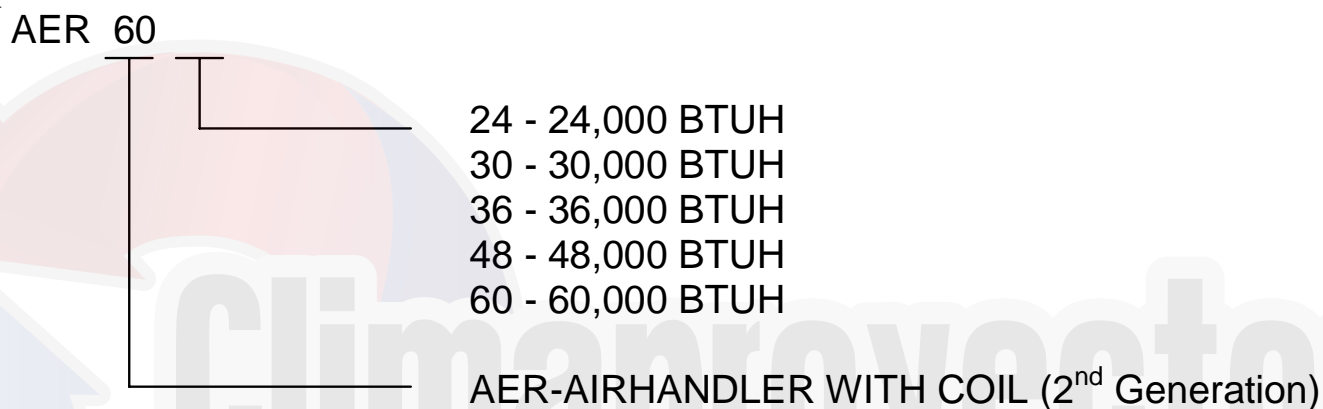 AER 60
24 - 24,000 BTUH
30 - 30,000 BTUH
36 - 36,000 BTUH
48 - 48,000 BTUH
60 - 60,000 BTUH
AER-AIRHANDLER WITH COIL (2nd Generation)
Climaproyecto